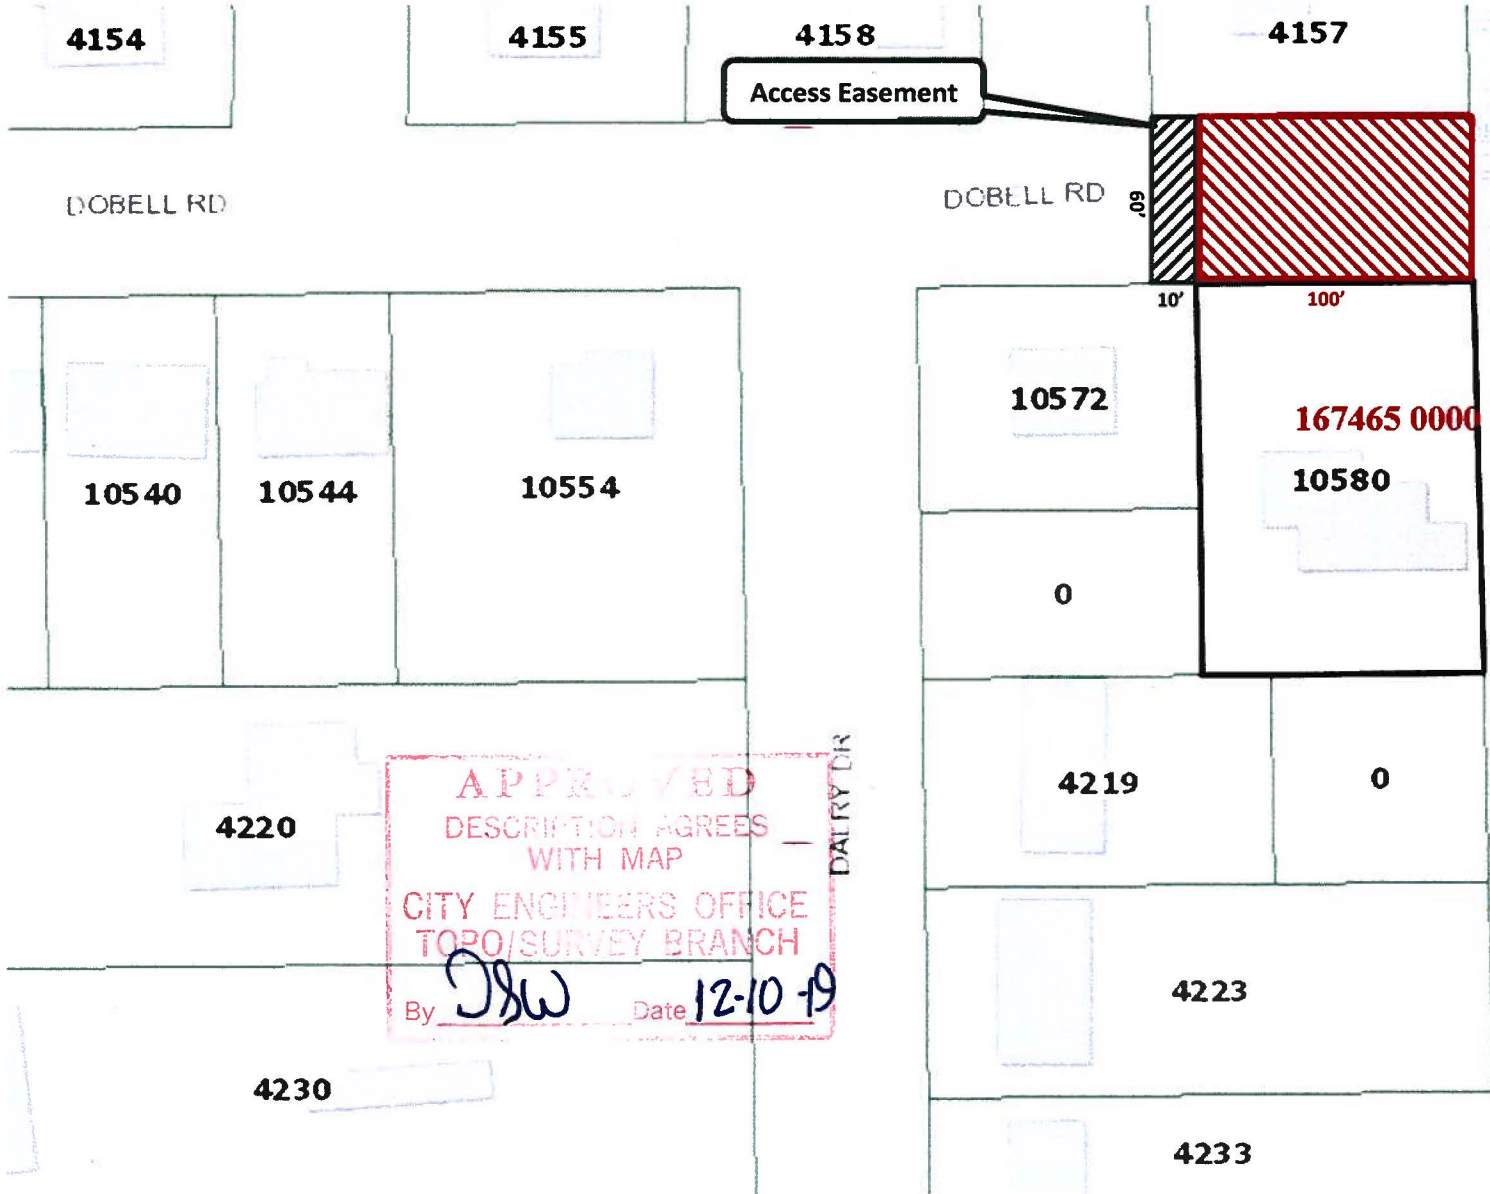 4154
4155
4158
4157
Access Easement
DOBELL RD
DOBELL RD
60'
10'
100'
10572
167465 0000
10580
10540
10544
10554
0
4220
APPROVED
DESCRIPTION AGREES
WITH MAP
CITY ENGINEERS OFFICE
TOPO/SURVEY BRANCH
By JSW Date 12-10-19
DALRY DR
4219
0
4223
4230
4233